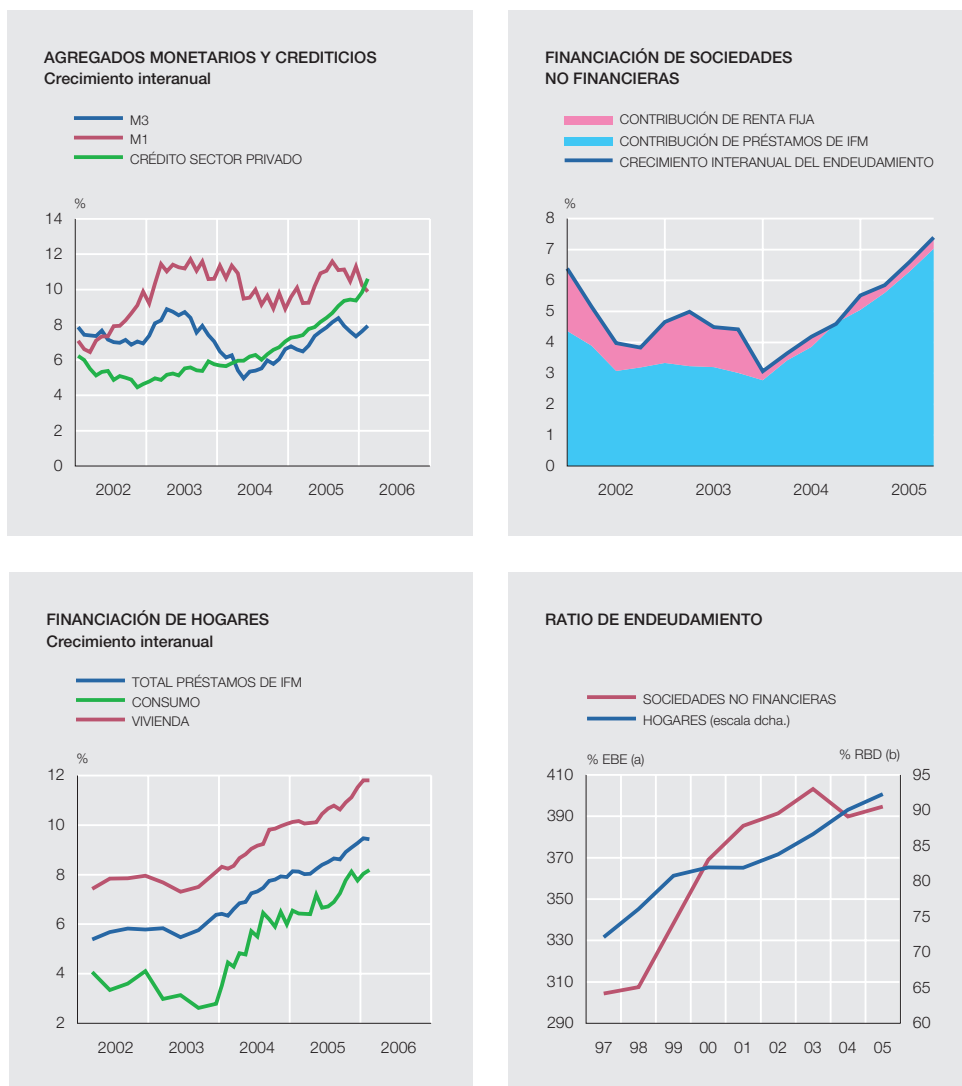 AGREGADOS MONETARIOS Y CREDITICIOS
Crecimiento interanual
M3
M1
CRÉDITO SECTOR PRIVADO
%
14
12
10
8
6
4
2
0
2002 2003 2004 2005 2006
FINANCIACIÓN DE SOCIEDADES
NO FINANCIERAS
CONTRIBUCIÓN DE RENTA FIJA
CONTRIBUCIÓN DE PRÉSTAMOS DE IFM
CRECIMIENTO INTERANUAL DEL ENDEUDAMIENTO
%
8
7
6
5
4
3
2
1
0
2002 2003 2004 2005
FINANCIACIÓN DE HOGARES
Crecimiento interanual
TOTAL PRÉSTAMOS DE IFM
CONSUMO
VIVIENDA
%
12
10
8
6
4
2
2002 2003 2004 2005 2006
RATIO DE ENDEUDAMIENTO
SOCIEDADES NO FINANCIERAS
HOGARES (escala dcha.)
% EBE (a) % RBD (b)
410
390
370
350
330
310
290
95
90
85
80
75
70
65
60
97 98 99 00 01 02 03 04 05